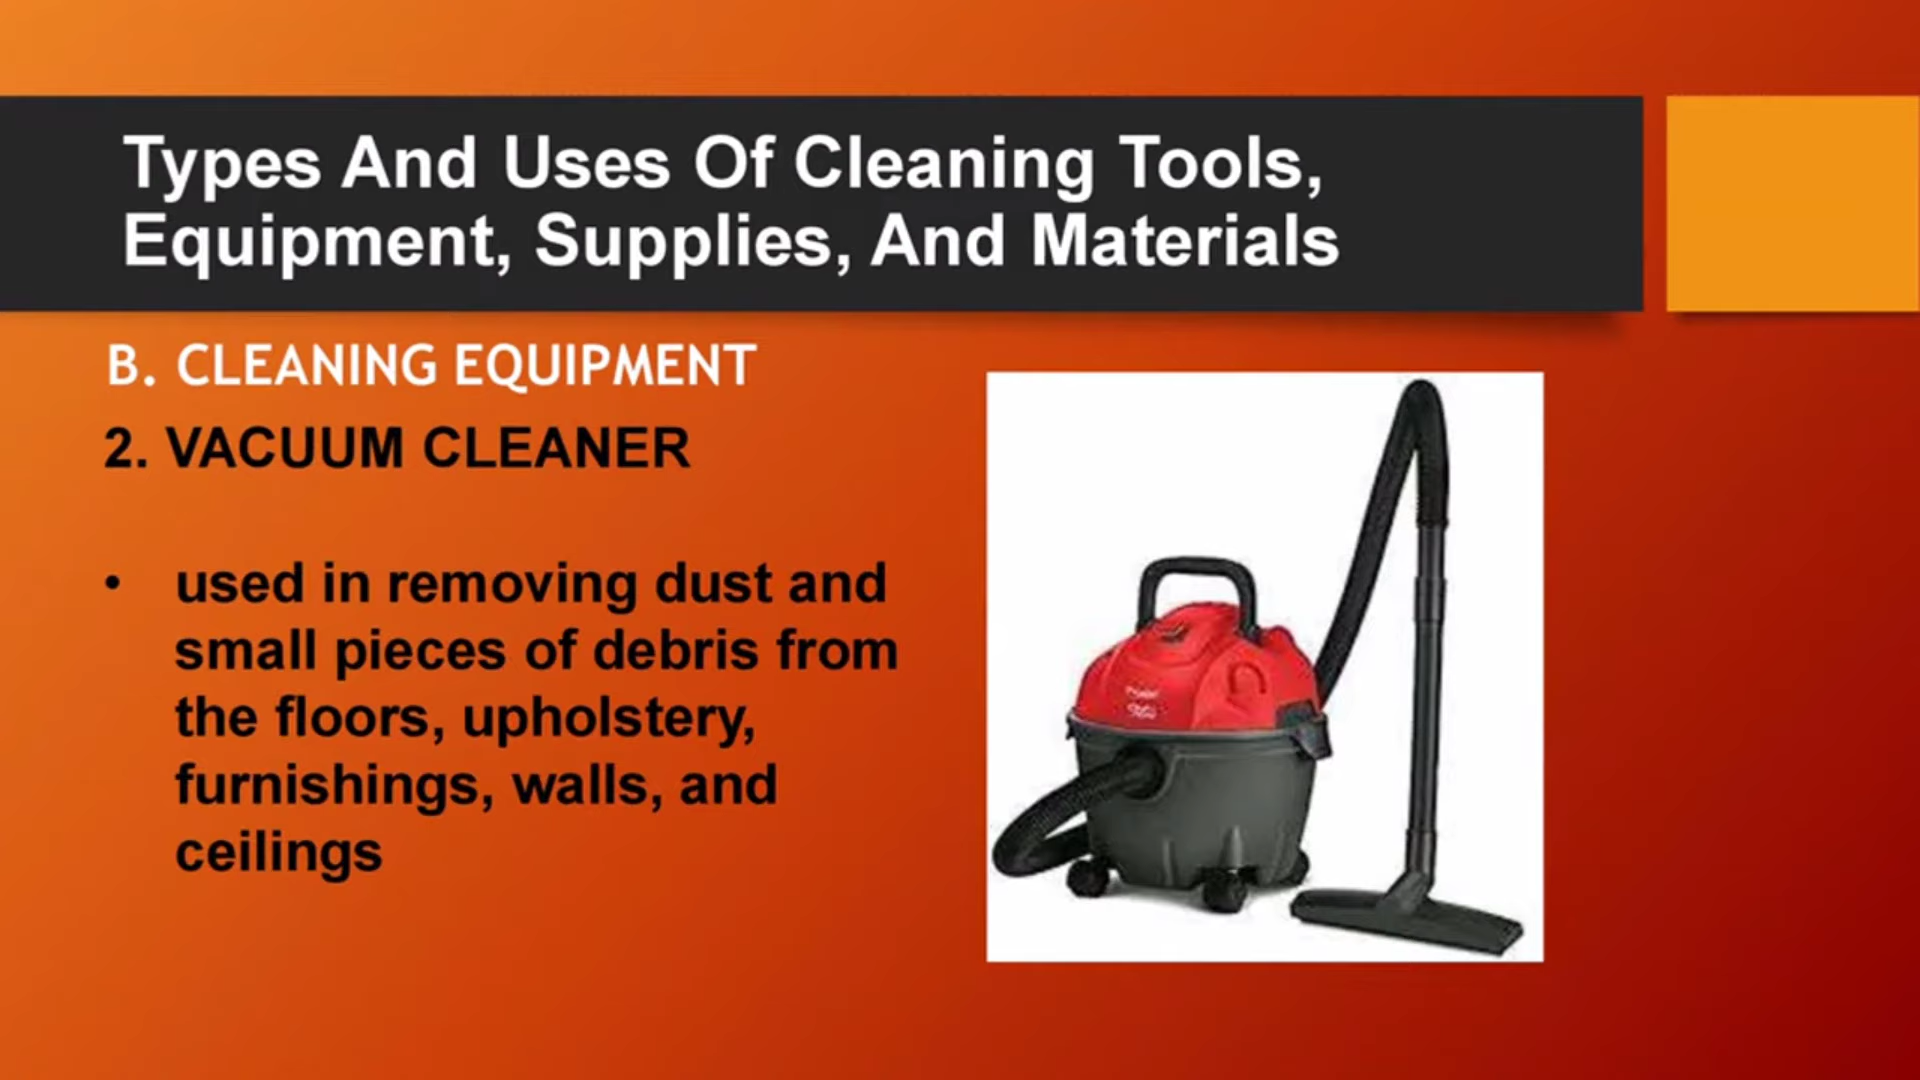 Types And Uses Of Cleaning Tools,
Equipment, Supplies, And Materials
B. CLEANING EQUIPMENT
2. VACUUM CLEANER
• used in removing dust and
small pieces of debris from
the floors, upholstery,
furnishings, walls, and
ceilings